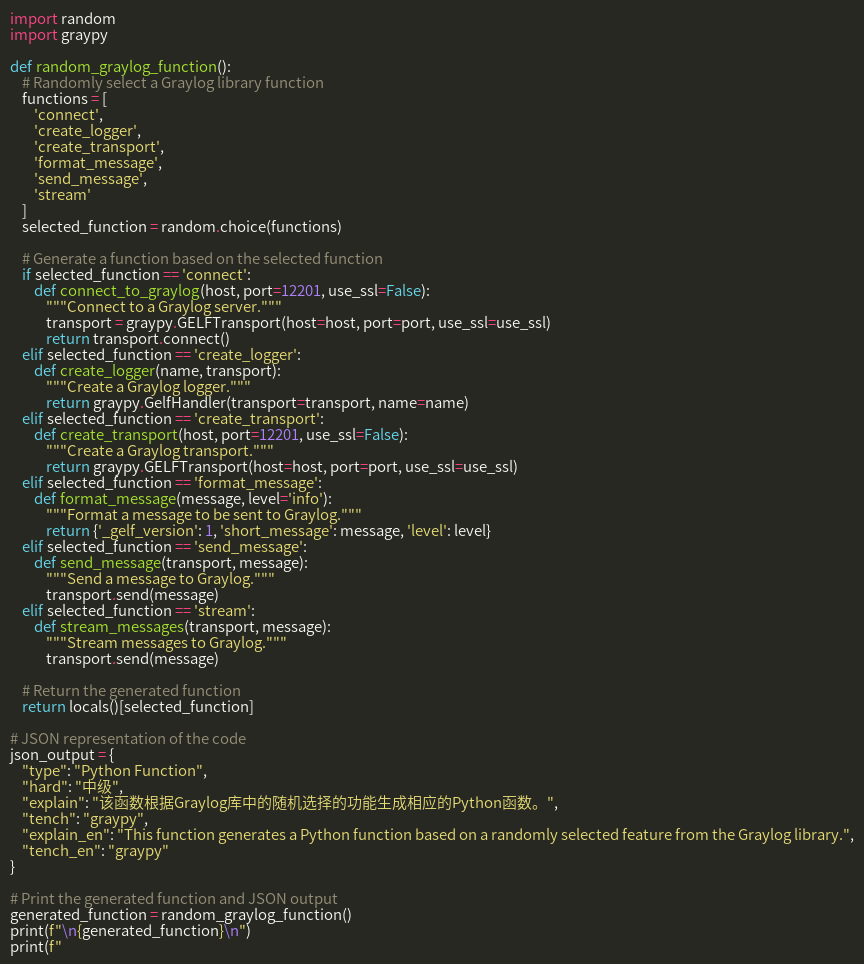 import random
import graypy

def random_graylog_function():
    # Randomly select a Graylog library function
    functions = [
        'connect',
        'create_logger',
        'create_transport',
        'format_message',
        'send_message',
        'stream'
    ]
    selected_function = random.choice(functions)

    # Generate a function based on the selected function
    if selected_function == 'connect':
        def connect_to_graylog(host, port=12201, use_ssl=False):
            """Connect to a Graylog server."""
            transport = graypy.GELFTransport(host=host, port=port, use_ssl=use_ssl)
            return transport.connect()
    elif selected_function == 'create_logger':
        def create_logger(name, transport):
            """Create a Graylog logger."""
            return graypy.GelfHandler(transport=transport, name=name)
    elif selected_function == 'create_transport':
        def create_transport(host, port=12201, use_ssl=False):
            """Create a Graylog transport."""
            return graypy.GELFTransport(host=host, port=port, use_ssl=use_ssl)
    elif selected_function == 'format_message':
        def format_message(message, level='info'):
            """Format a message to be sent to Graylog."""
            return {'_gelf_version': 1, 'short_message': message, 'level': level}
    elif selected_function == 'send_message':
        def send_message(transport, message):
            """Send a message to Graylog."""
            transport.send(message)
    elif selected_function == 'stream':
        def stream_messages(transport, message):
            """Stream messages to Graylog."""
            transport.send(message)

    # Return the generated function
    return locals()[selected_function]

# JSON representation of the code
json_output = {
    "type": "Python Function",
    "hard": "中级",
    "explain": "该函数根据Graylog库中的随机选择的功能生成相应的Python函数。",
    "tench": "graypy",
    "explain_en": "This function generates a Python function based on a randomly selected feature from the Graylog library.",
    "tench_en": "graypy"
}

# Print the generated function and JSON output
generated_function = random_graylog_function()
print(f"\n{generated_function}\n")
print(f"